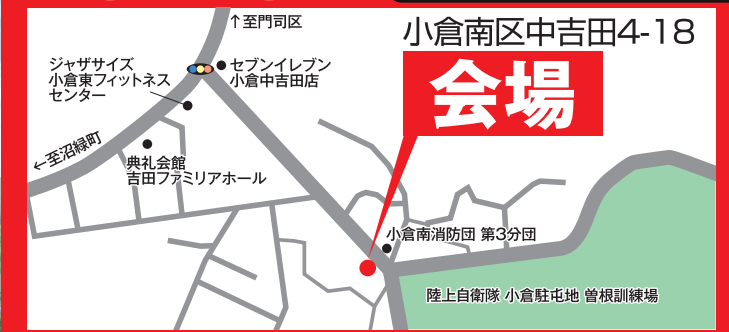 ↑至門司区
小倉南区中吉田4-18
会場
ジャザサイズ
小倉東フィットネス
センター
セブンイレブン
小倉中吉田店
←至沼緑町
典礼会館
吉田ファミリアホール
小倉南消防団 第3分団
陸上自衛隊 小倉駐屯地 曽根訓練場